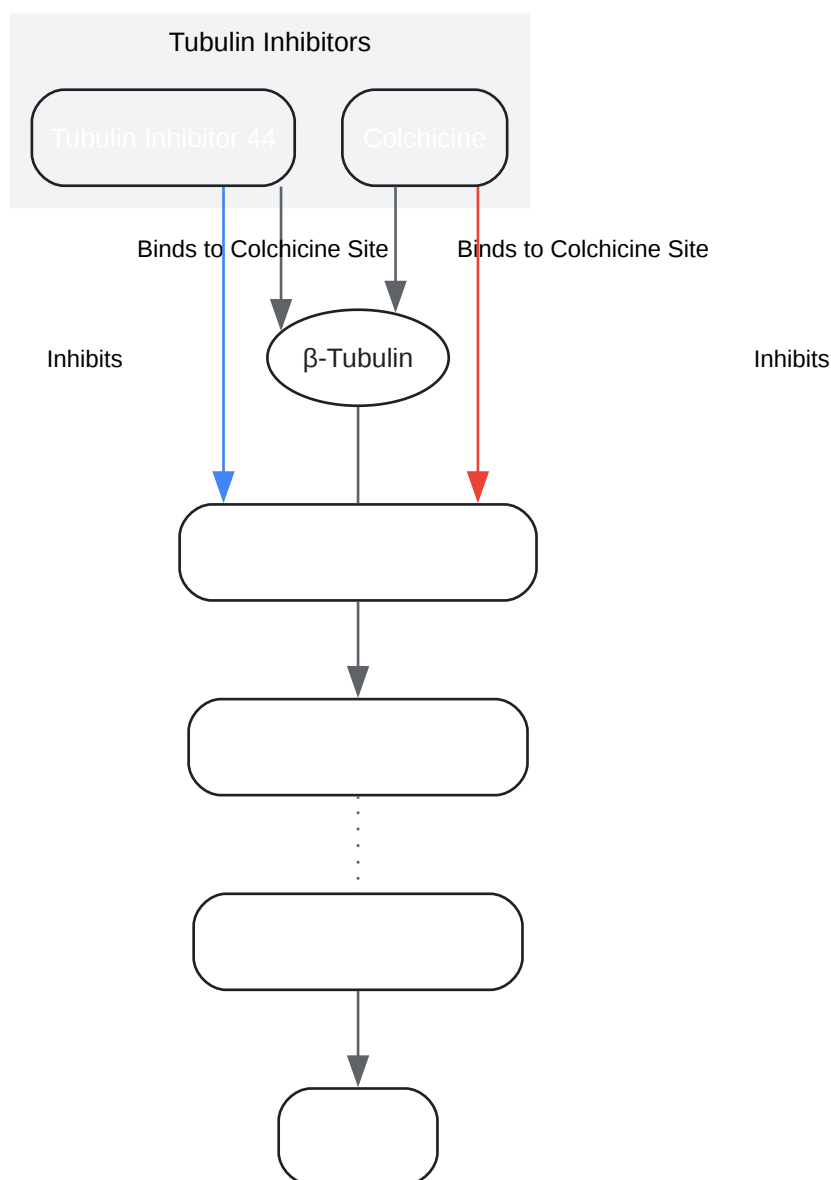 Tubulin Inhibitors
Tubulin Inhibitor 44
Colchicine
Binds to Colchicine Site
Binds to Colchicine Site
Inhibits
β-Tubulin
Inhibits